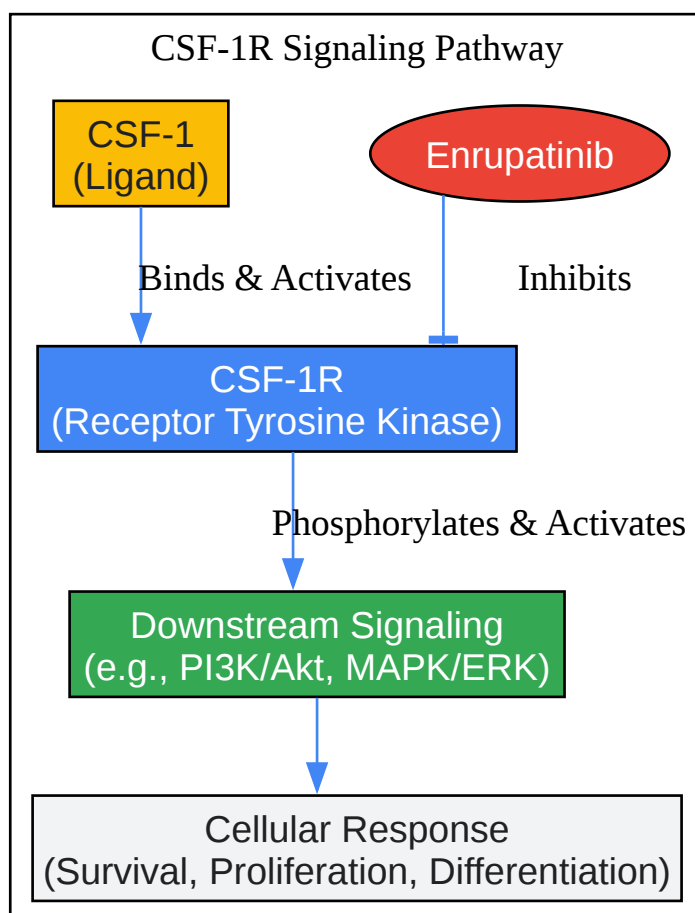 CSF-1R Signaling Pathway
CSF-1
(Ligand)
Enrupatinib
Binds & Activates
Inhibits
CSF-1R
(Receptor Tyrosine Kinase)
Phosphorylates & Activates
Downstream Signaling
(e.g., PI3K/Akt, MAPK/ERK)
Cellular Response
(Survival, Proliferation, Differentiation)